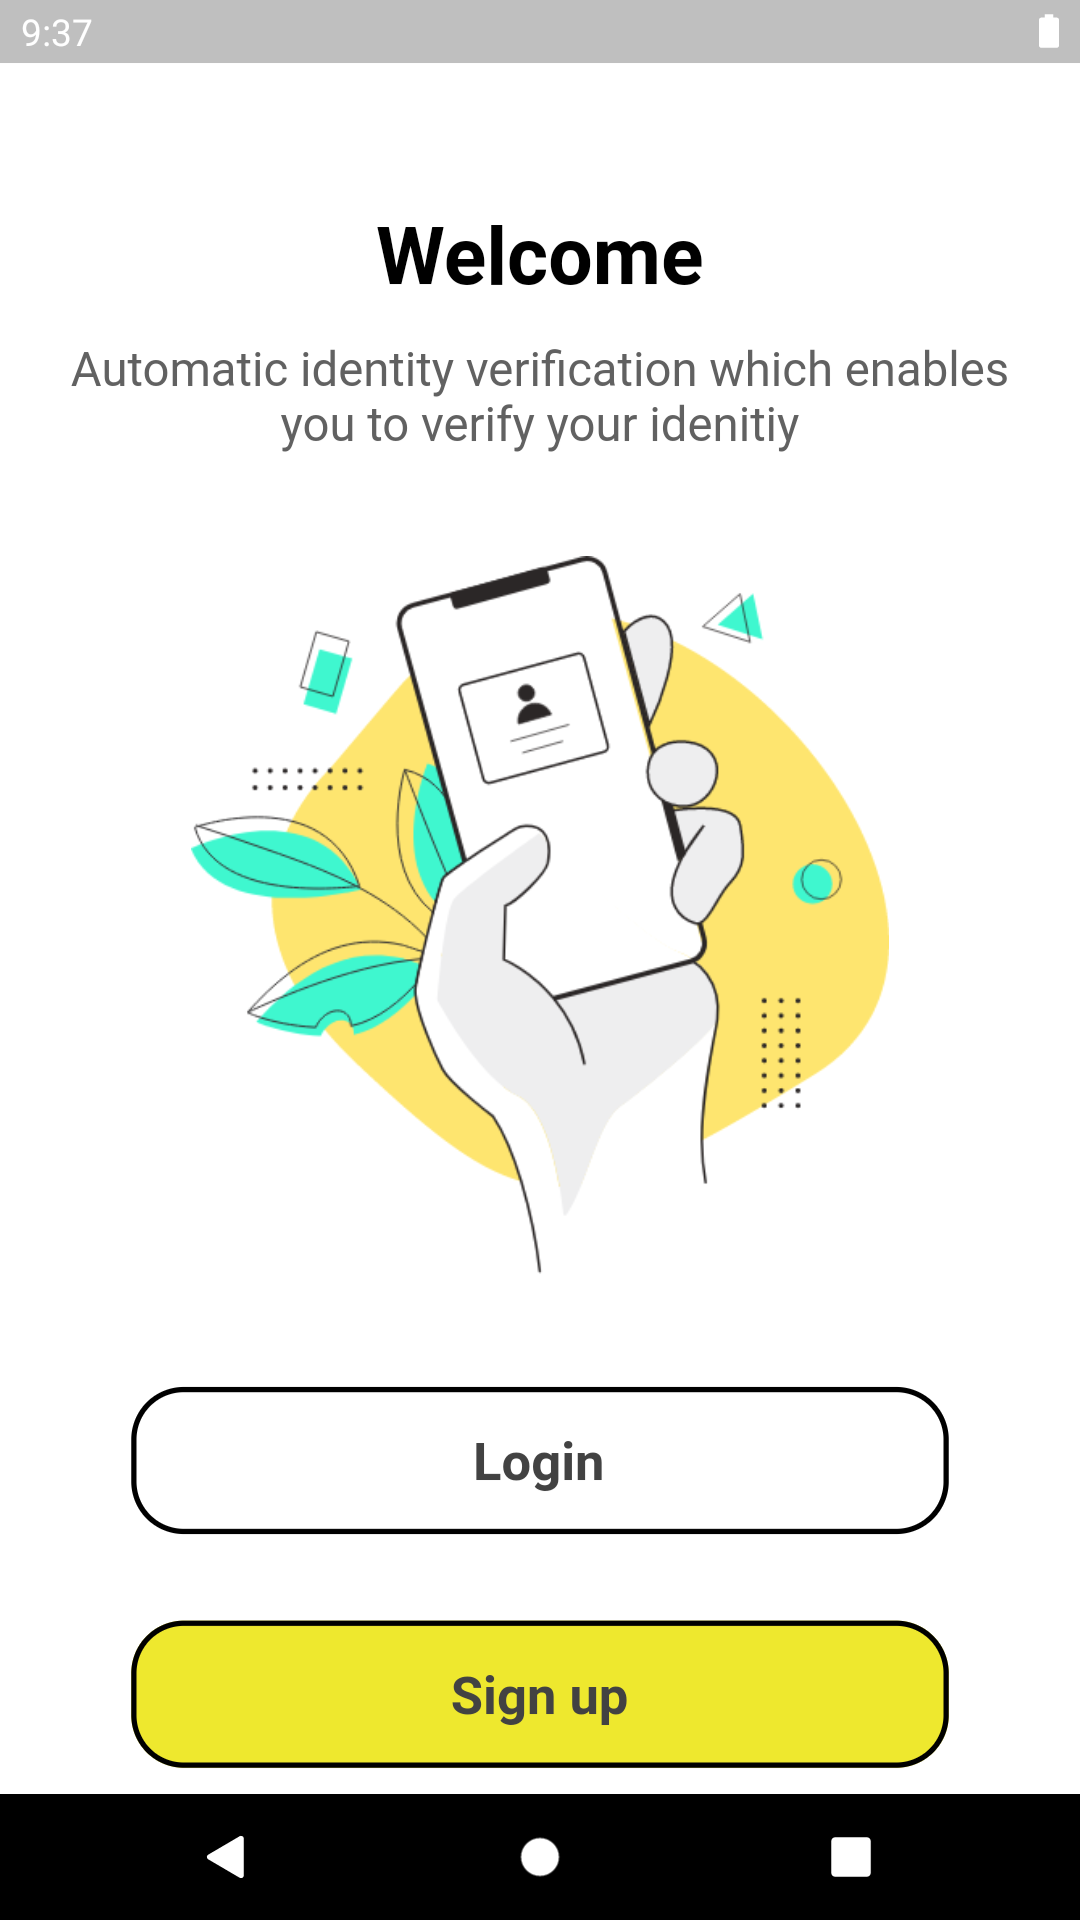 9:37
Welcome
Automatic identity verification which enables
you to verify your idenitiy
Login
Sign up